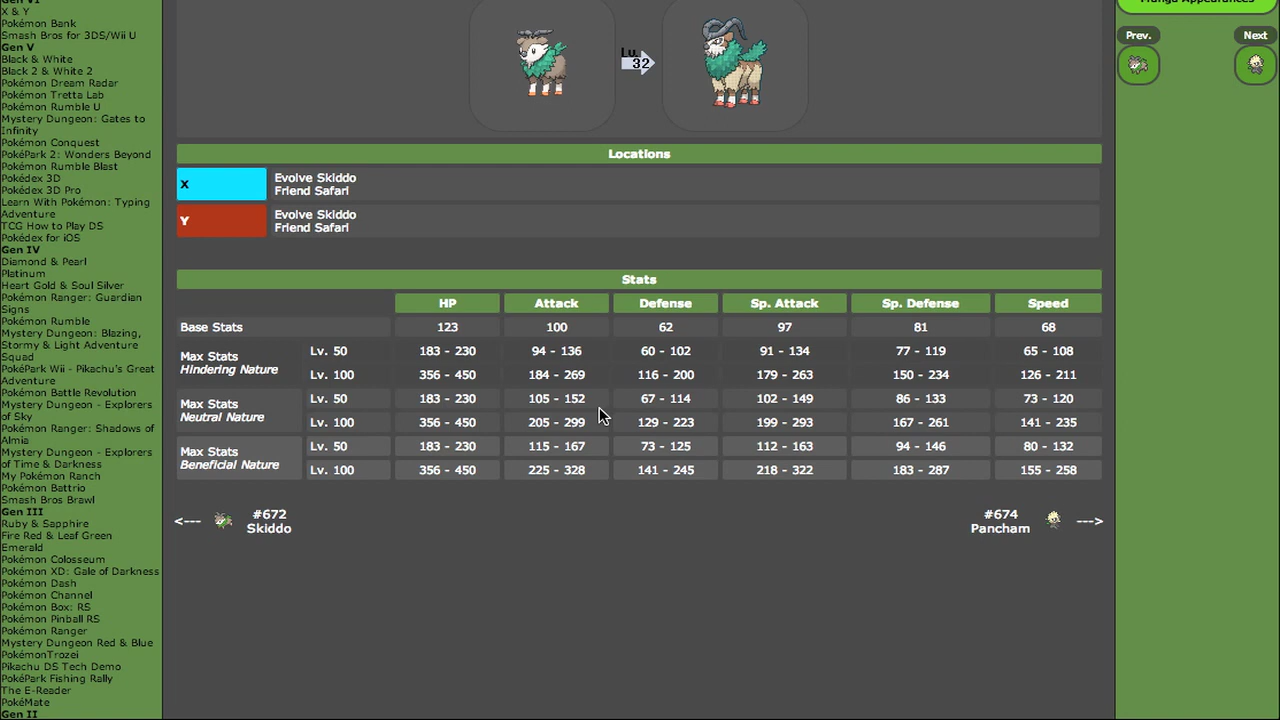 Gen VI
X & Y
Pokémon Bank
Smash Bros for 3DS/Wii U
Gen V
Black & White
Black 2 & White 2
Pokémon Dream Radar
Pokémon Tretta Lab
Pokémon Rumble U
Mystery Dungeon: Gates to
Infinity
Pokémon Conquest
PokéPark 2: Wonders Beyond
Pokémon Rumble Blast
Pokédex 3D
Pokédex 3D Pro
Learn With Pokémon: Typing
Adventure
TCG How to Play DS
Pokédex for iOS
Gen IV
Diamond & Pearl
Platinum
Heart Gold & Soul Silver
Pokémon Ranger: Guardian
Signs
Pokémon Rumble
Mystery Dungeon: Blazing,
Stormy & Light Adventure
Squad
PokéPark Wii - Pikachu's Great
Adventure
Pokémon Battle Revolution
Mystery Dungeon - Explorers
of Sky
Pokémon Ranger: Shadows of
Almia
Mystery Dungeon - Explorers
of Time & Darkness
My Pokémon Ranch
Pokémon Battrio
Smash Bros Brawl
Gen III
Ruby & Sapphire
Fire Red & Leaf Green
Emerald
Pokémon Colosseum
Pokémon XD: Gale of Darkness
Pokémon Dash
Pokémon Channel
Pokémon Box: RS
Pokémon Pinball RS
Pokémon Ranger
Mystery Dungeon Red & Blue
PokémonTrozei
Pikachu DS Tech Demo
PokéPark Fishing Rally
The E-Reader
PokéMate
Gen II
Lv.
32
Locations
X
Evolve Skiddo
Friend Safari
Y
Evolve Skiddo
Friend Safari
Stats
HP Attack Defense Sp. Attack Sp. Defense Speed
Base Stats 123 100 62 97 81 68
Max Stats
Hindering Nature
Lv. 50 183 - 230 94 - 136 60 - 102 91 - 134 77 - 119 65 - 108
Lv. 100 356 - 450 184 - 269 116 - 200 179 - 263 150 - 234 126 - 211
Max Stats
Neutral Nature
Lv. 50 183 - 230 105 - 152 67 - 114 102 - 149 86 - 133 73 - 120
Lv. 100 356 - 450 205 - 299 129 - 223 199 - 293 167 - 261 141 - 235
Max Stats
Beneficial Nature
Lv. 50 183 - 230 115 - 167 73 - 125 112 - 163 94 - 146 80 - 132
Lv. 100 356 - 450 225 - 328 141 - 245 218 - 322 183 - 287 155 - 258
<---
#672
Skiddo
#674
Pancham
--->
Manga Appearances
Prev. Next